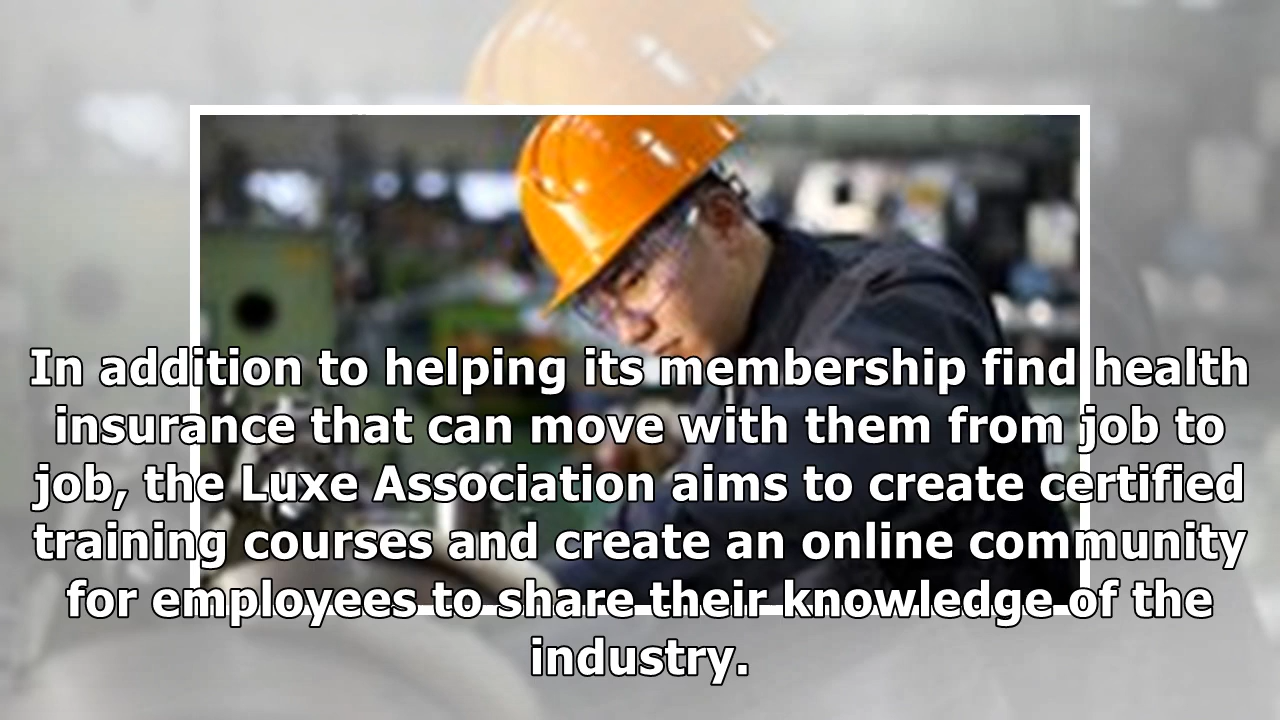 In addition to helping its membership find health
insurance that can move with them from job to
job, the Luxe Association aims to create certified
training courses and create an online community
for employees to share their knowledge of the
industry.